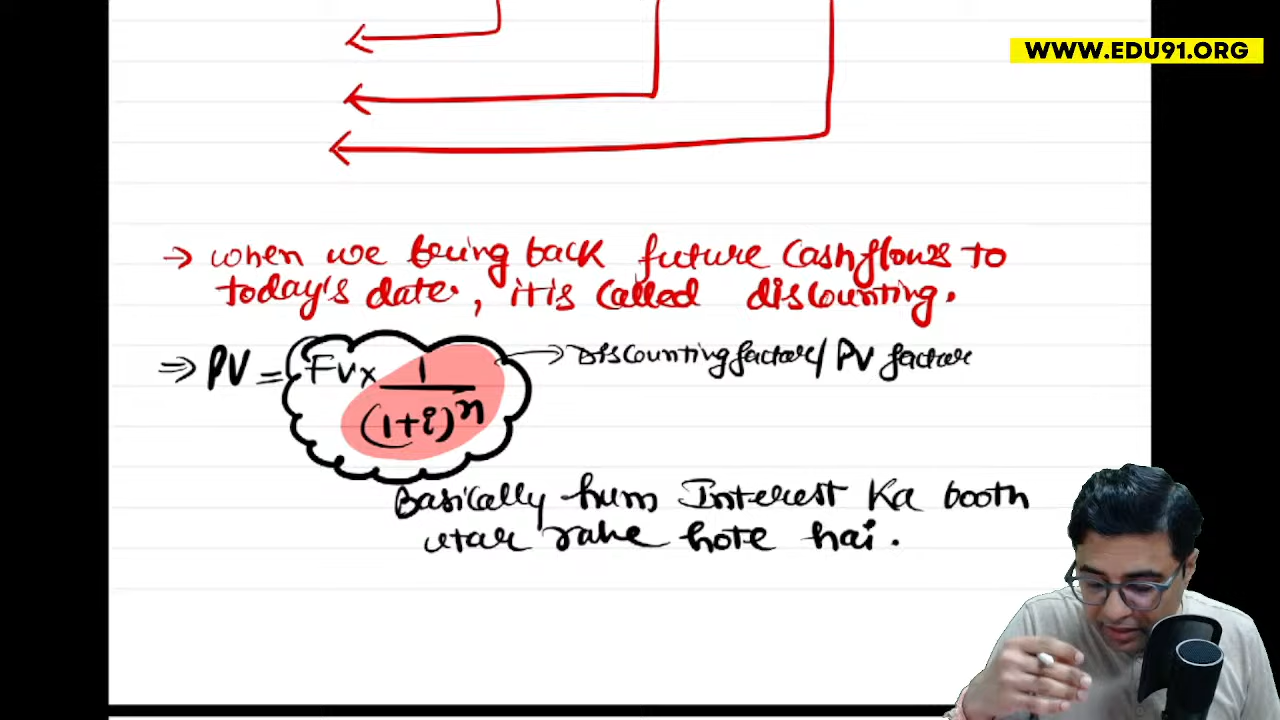 WWW.EDU91.ORG
→ when we bring back future cashflows to
today's date, it is called discounting.
⇒ PV = FV x 1/(1+i)^n → Discounting factor/ PV factor
Basically hum Interest Ka booth
utar rahe hote hai.